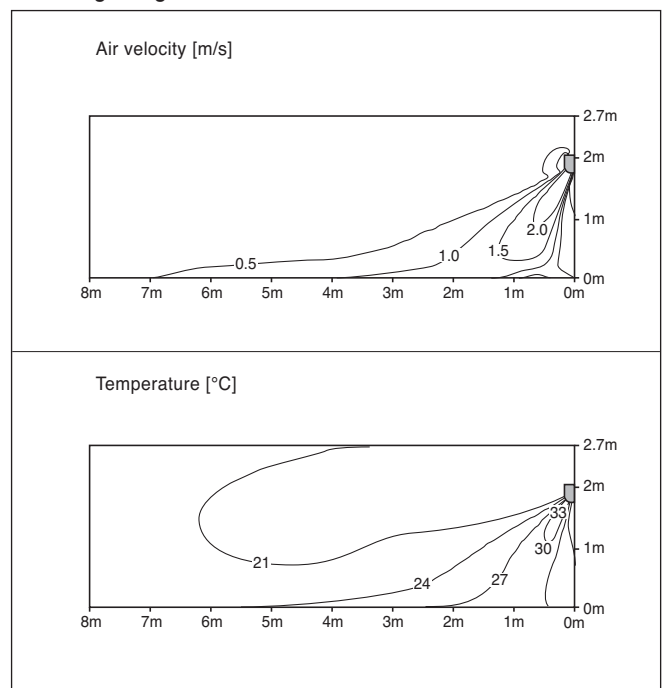 Air velocity [m/s]
2.7m
2m
2.0
1m
1.5
1.0
0.5
0m
8m 7m 6m 5m 4m 3m 2m 1m 0m
Temperature [°C]
2.7m
2m
33
30
1m
21
27
24
0m
8m 7m 6m 5m 4m 3m 2m 1m 0m